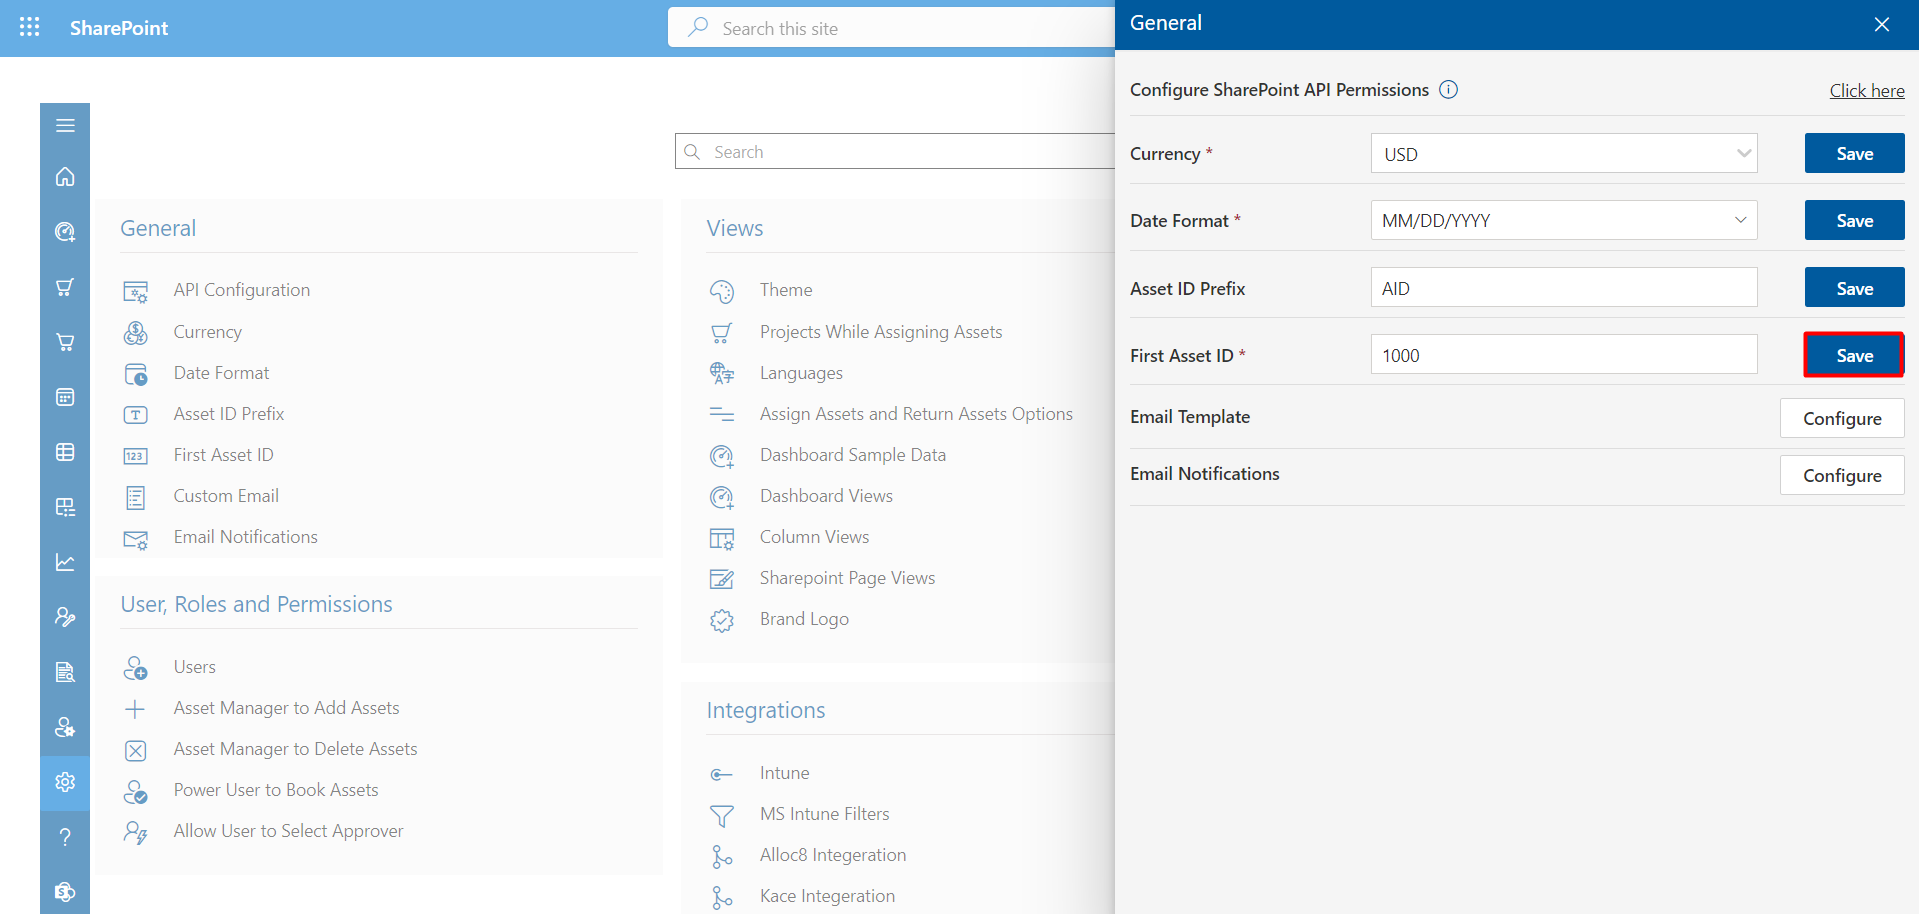 SharePoint
Search this site
Search
General
API Configuration
Currency
Date Format
Asset ID Prefix
First Asset ID
Custom Email
Email Notifications
User, Roles and Permissions
Users
Asset Manager to Add Assets
Asset Manager to Delete Assets
Power User to Book Assets
Allow User to Select Approver
Views
Theme
Projects While Assigning Assets
Languages
Assign Assets and Return Assets Options
Dashboard Sample Data
Dashboard Views
Column Views
Sharepoint Page Views
Brand Logo
Integrations
Intune
MS Intune Filters
Alloc8 Integeration
Kace Integeration
General
Configure SharePoint API Permissions Click here
Currency * USD Save
Date Format * MM/DD/YYYY Save
Asset ID Prefix AID Save
First Asset ID * 1000 Save
Email Template Configure
Email Notifications Configure